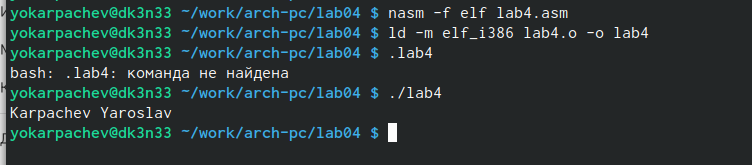 yokarpachev@dk3n33 ~/work/arch-pc/lab04 $ nasm -f elf lab4.asm
yokarpachev@dk3n33 ~/work/arch-pc/lab04 $ ld -m elf_i386 lab4.o -o lab4
yokarpachev@dk3n33 ~/work/arch-pc/lab04 $ .lab4
bash: .lab4: команда не найдена
yokarpachev@dk3n33 ~/work/arch-pc/lab04 $ ./lab4
Karpachev Yaroslav
yokarpachev@dk3n33 ~/work/arch-pc/lab04 $